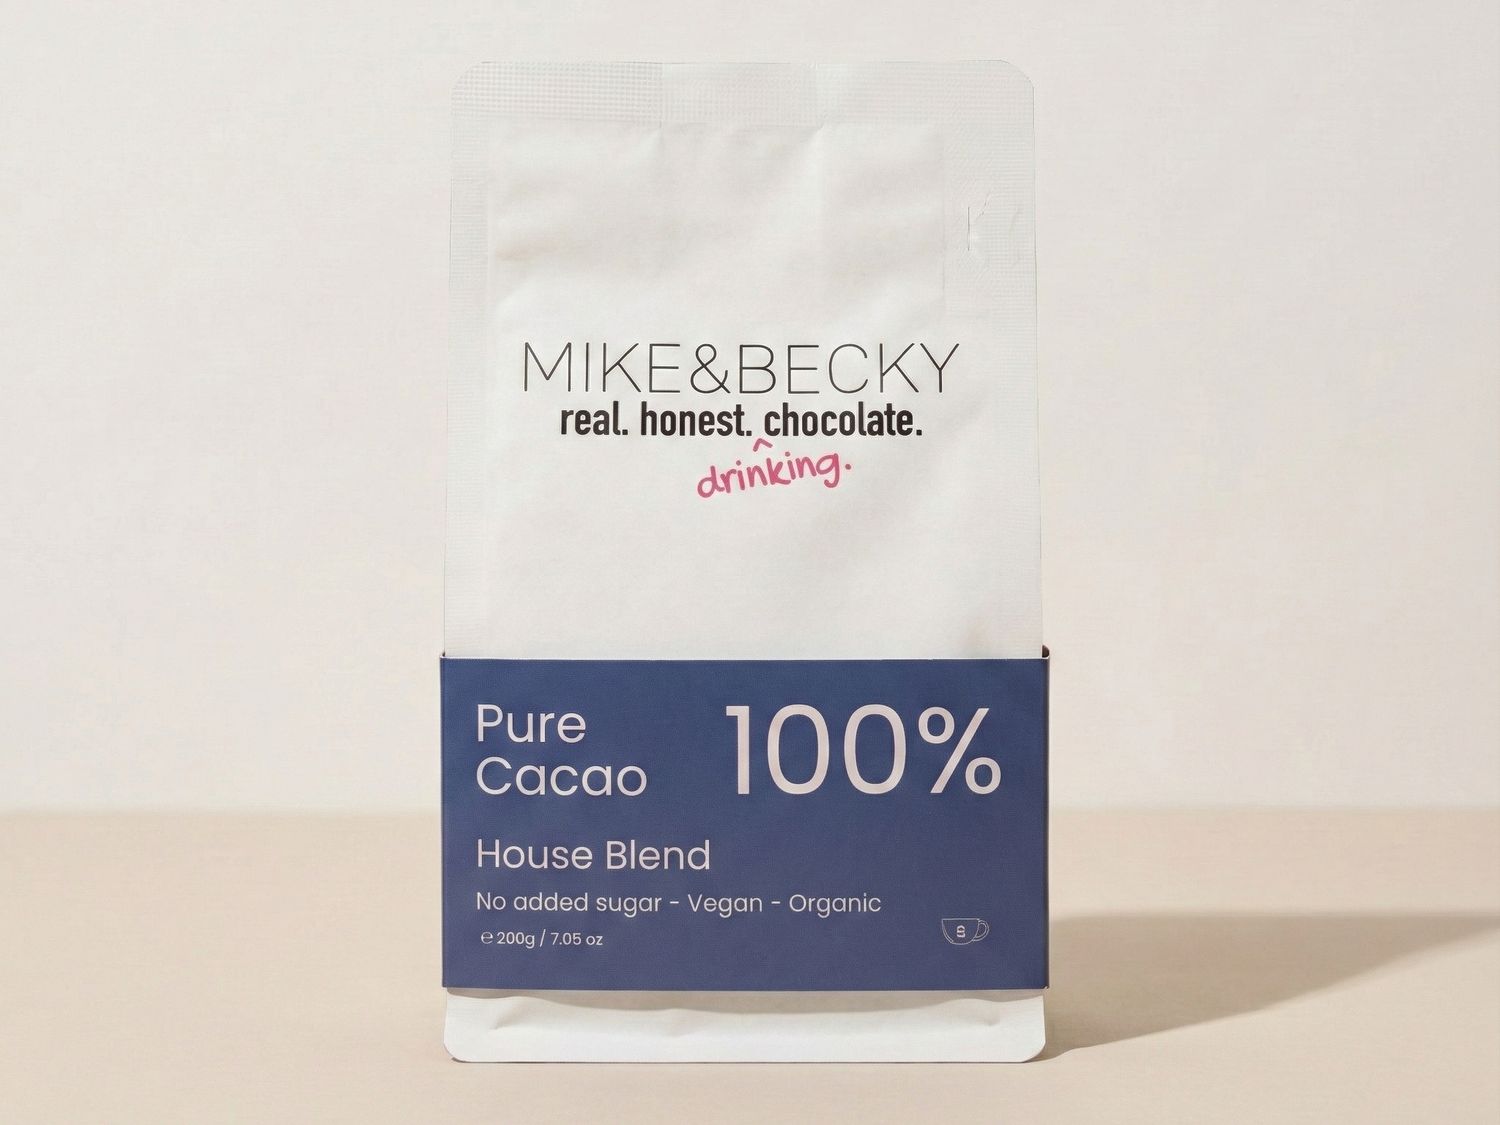 MIKE&BECKY
real. honest. chocolate.
^
drinking.
Pure
Cacao
100%
House Blend
No added sugar - Vegan - Organic
℮ 200g / 7.05 oz